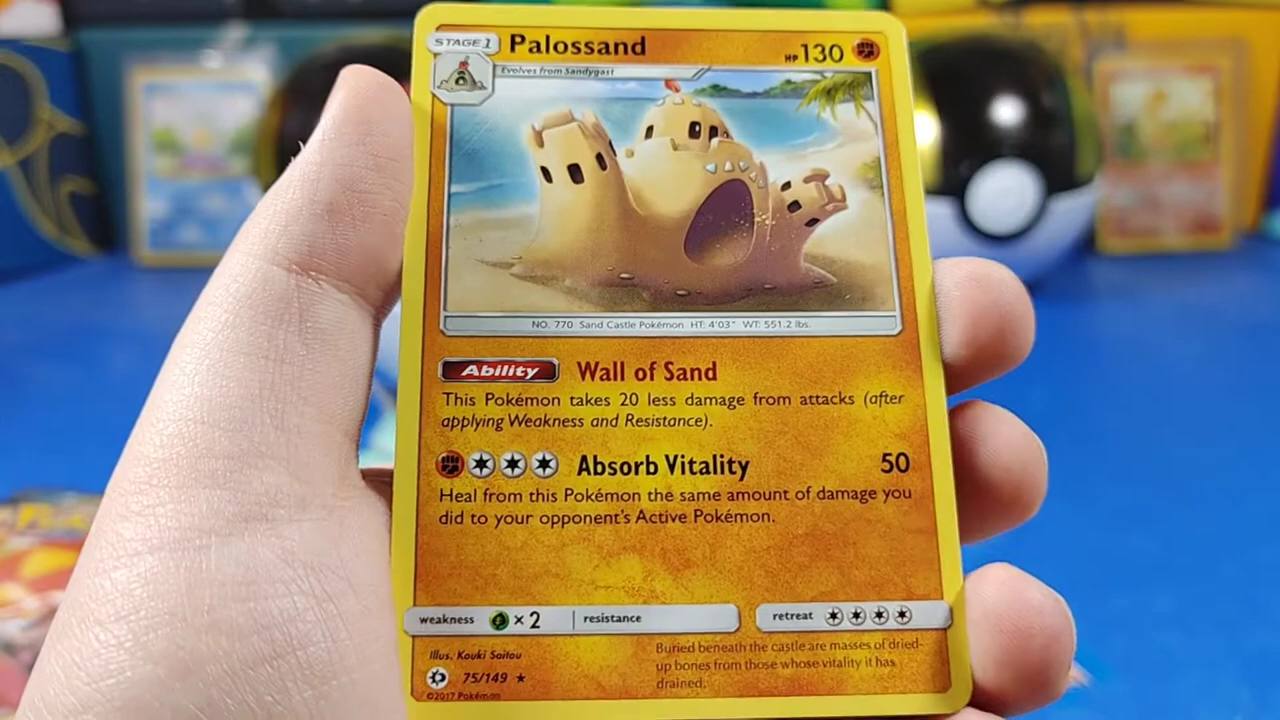 STAGE 1 Palossand HP 130
Evolves from Sandygast
NO. 770 Sand Castle Pokémon HT: 4'03" WT: 551.2 lbs.
Ability Wall of Sand
This Pokémon takes 20 less damage from attacks (after
applying Weakness and Resistance).
Absorb Vitality 50
Heal from this Pokémon the same amount of damage you
did to your opponent's Active Pokémon.
weakness ×2 resistance retreat
Illus. Kouki Saitou
75/149 ★
©2017 Pokémon
Buried beneath the castle are masses of dried-
up bones from those whose vitality it has
drained.